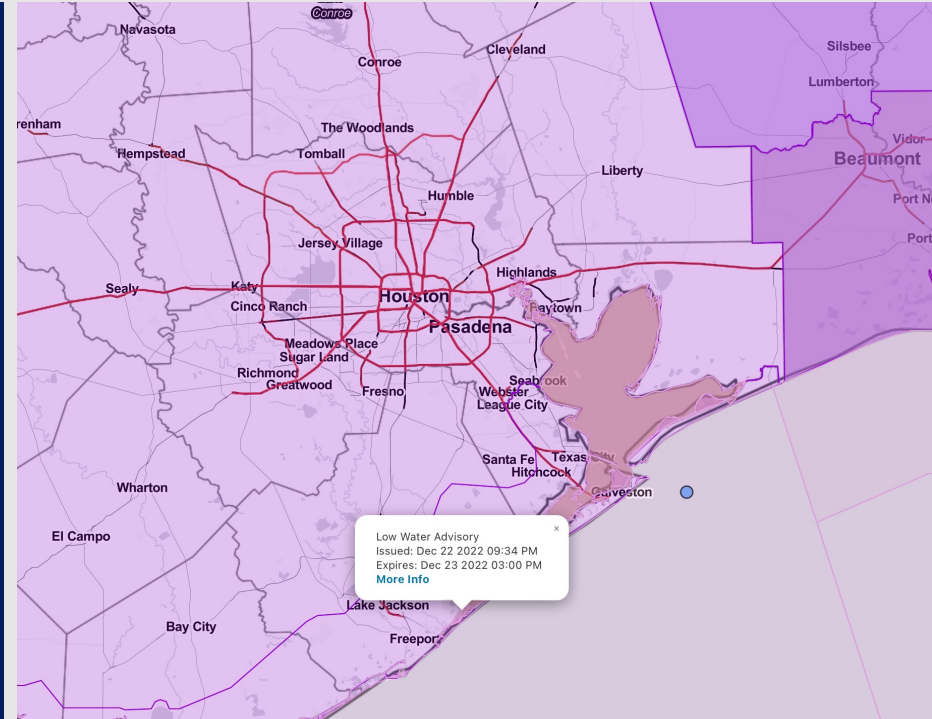 Conroe
Navasota
Cleveland
Silsbee
Conroe
Lumberton
renham
The Woodlands
Vidor
Hempstead
Tomball
Beaumont
Liberty
Humble
Port N
Jersey Village
Port
Highlands
Sealy
Katy
Houston
Cinco Ranch
Baytown
Pasadena
Meadows Place
Sugar Land
Richmond
Greatwood
Seabrook
Fresno
Webster
League City
Santa Fe
Texas City
Hitchcock
Wharton
Galveston
El Campo
×
Low Water Advisory
Issued: Dec 22 2022 09:34 PM
Expires: Dec 23 2022 03:00 PM
More Info
Lake Jackson
Bay City
Freeport